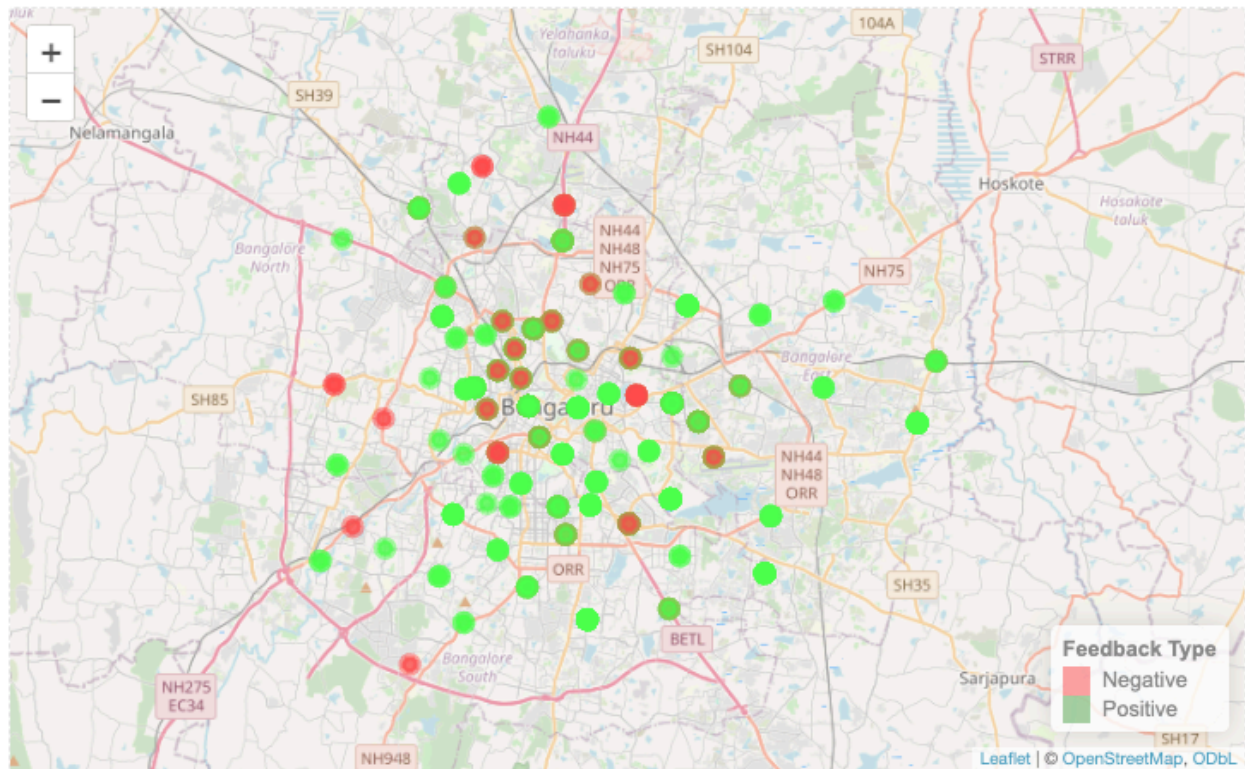 +
−
Yelahanka
taluku
104A
SH104
STRR
SH39
NH44
Nelamangala
Hoskote
Hosakote
taluk
Bangalore
North
NH44
NH48
NH75
ORR
NH75
Bangalore
East
SH85
Bengaluru
NH44
NH48
ORR
ORR
SH35
BETL
Bangalore
South
NH275
EC34
Sarjapura
Feedback Type
Negative
Positive
SH17
NH948
Leaflet | © OpenStreetMap, ODbL